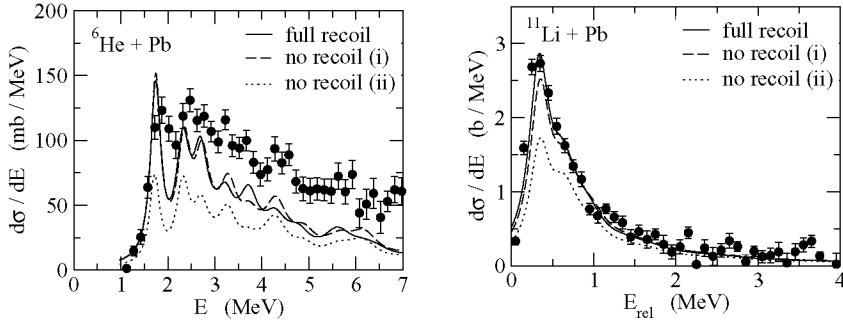 ⁶He + Pb
full recoil
no recoil (i)
no recoil (ii)
200
150
100
50
0
dσ / dE (mb / MeV)
0 1 2 3 4 5 6 7
E (MeV)
¹¹Li + Pb
full recoil
no recoil (i)
no recoil (ii)
3
2
1
0
dσ / dE (b / MeV)
0 1 2 3 4
E_rel (MeV)